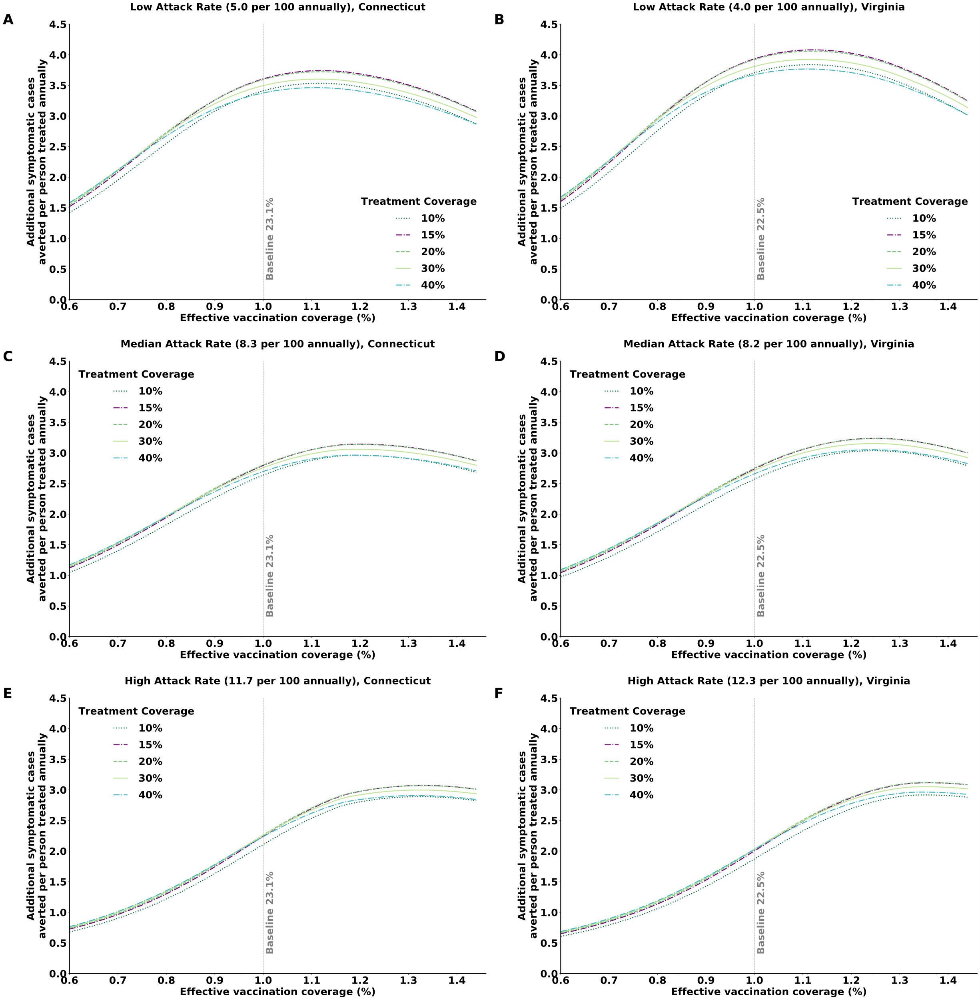 A
Low Attack Rate (5.0 per 100 annually), Connecticut
Additional symptomatic cases
averted per person treated annually
4.5
4.0
3.5
3.0
2.5
2.0
1.5
1.0
0.5
0.0
Baseline 23.1%
Treatment Coverage
10%
15%
20%
30%
40%
0.6 0.7 0.8 0.9 1.0 1.1 1.2 1.3 1.4
Effective vaccination coverage (%)
B
Low Attack Rate (4.0 per 100 annually), Virginia
Additional symptomatic cases
averted per person treated annually
4.5
4.0
3.5
3.0
2.5
2.0
1.5
1.0
0.5
0.0
Baseline 22.5%
Treatment Coverage
10%
15%
20%
30%
40%
0.6 0.7 0.8 0.9 1.0 1.1 1.2 1.3 1.4
Effective vaccination coverage (%)
C
Median Attack Rate (8.3 per 100 annually), Connecticut
Additional symptomatic cases
averted per person treated annually
4.5
4.0
3.5
3.0
2.5
2.0
1.5
1.0
0.5
0.0
Treatment Coverage
10%
15%
20%
30%
40%
Baseline 23.1%
0.6 0.7 0.8 0.9 1.0 1.1 1.2 1.3 1.4
Effective vaccination coverage (%)
D
Median Attack Rate (8.2 per 100 annually), Virginia
Additional symptomatic cases
averted per person treated annually
4.5
4.0
3.5
3.0
2.5
2.0
1.5
1.0
0.5
0.0
Treatment Coverage
10%
15%
20%
30%
40%
Baseline 22.5%
0.6 0.7 0.8 0.9 1.0 1.1 1.2 1.3 1.4
Effective vaccination coverage (%)
E
High Attack Rate (11.7 per 100 annually), Connecticut
Additional symptomatic cases
averted per person treated annually
4.5
4.0
3.5
3.0
2.5
2.0
1.5
1.0
0.5
0.0
Treatment Coverage
10%
15%
20%
30%
40%
Baseline 23.1%
0.6 0.7 0.8 0.9 1.0 1.1 1.2 1.3 1.4
Effective vaccination coverage (%)
F
High Attack Rate (12.3 per 100 annually), Virginia
Additional symptomatic cases
averted per person treated annually
4.5
4.0
3.5
3.0
2.5
2.0
1.5
1.0
0.5
0.0
Treatment Coverage
10%
15%
20%
30%
40%
Baseline 22.5%
0.6 0.7 0.8 0.9 1.0 1.1 1.2 1.3 1.4
Effective vaccination coverage (%)